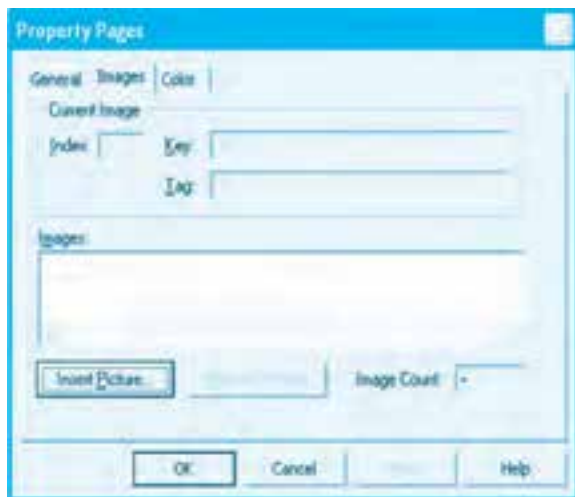 Property Pages
General Images Color
Current Image
Index: Key:
Tag:
Images:
Insert Picture...
Image Count:
OK Cancel Help